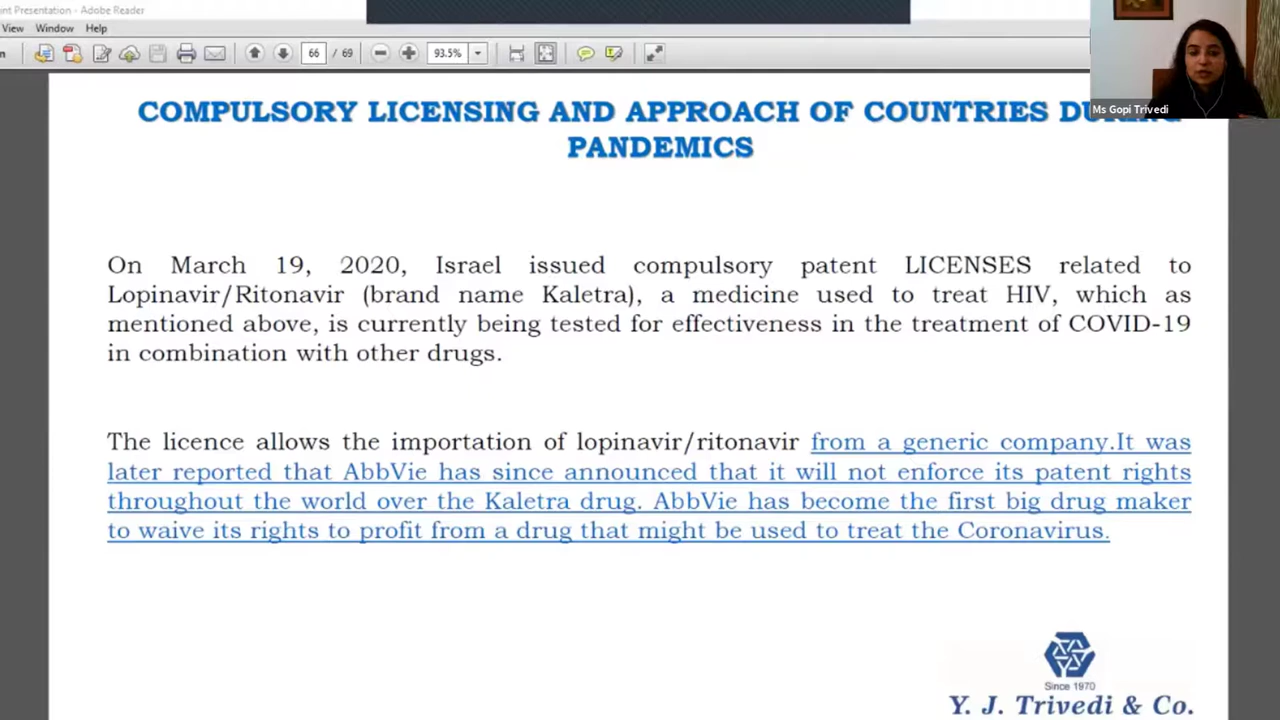 nt Presentation - Adobe Reader
View Window Help
66 / 69 93.5%
Ms Gopi Trivedi
COMPULSORY LICENSING AND APPROACH OF COUNTRIES DURING
PANDEMICS
On March 19, 2020, Israel issued compulsory patent LICENSES related to
Lopinavir/Ritonavir (brand name Kaletra), a medicine used to treat HIV, which as
mentioned above, is currently being tested for effectiveness in the treatment of COVID-19
in combination with other drugs.
The licence allows the importation of lopinavir/ritonavir from a generic company.It was
later reported that AbbVie has since announced that it will not enforce its patent rights
throughout the world over the Kaletra drug. AbbVie has become the first big drug maker
to waive its rights to profit from a drug that might be used to treat the Coronavirus.
Since 1970
Y. J. Trivedi & Co.